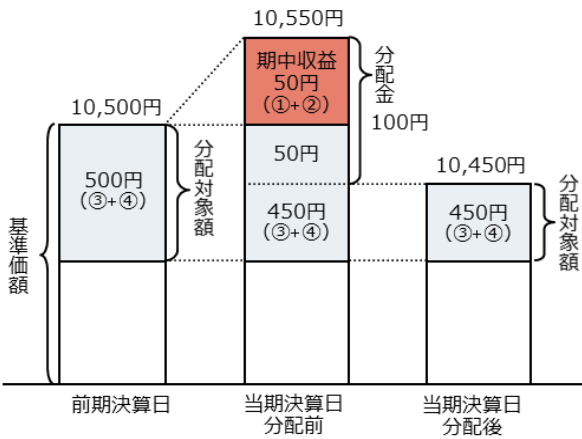 10,550円
期中収益
50円
(①+②)
分配金
100円
10,500円
500円
(③+④)
分配対象額
50円
450円
(③+④)
10,450円
450円
(③+④)
分配対象額
基準価額
前期決算日
当期決算日
分配前
当期決算日
分配後